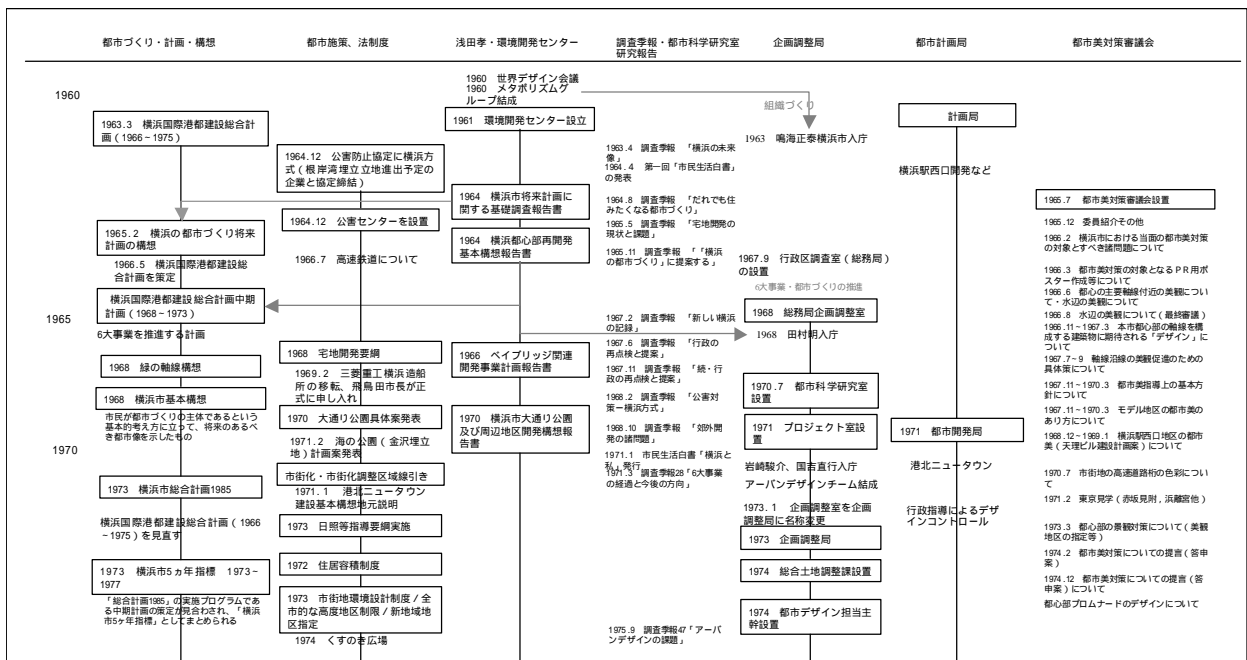 都市づくり・計画・構想
都市施策、法制度
浅田孝・環境開発センター
調査季報・都市科学研究室
研究報告
企画調整局
都市計画局
都市美対策審議会
1960
1965
1970
1963.3 横浜国際港都建設総合計
画(1966~1975)
1965.2 横浜の都市づくり将来
計画の構想
1966.5 横浜国際港都建設総
合計画を策定
横浜国際港都建設総合計画中期
計画(1968~1973)
6大事業を推進する計画
1968 緑の軸線構想
1968 横浜市基本構想
市民が都市づくりの主体であるという
基本的考え方に立って、将来のあるべ
き都市像を示したもの
1973 横浜市総合計画1985
横浜国際港都建設総合計画(1966
~1975)を見直す
1973 横浜市5ヵ年指標 1973~
1977
「総合計画1985」の実施プログラムであ
る中期計画の策定が見合わされ、「横浜
市5ヶ年指標」としてまとめられる
1964.12 公害防止協定に横浜方
式(根岸湾埋立立地進出予定の
企業と協定締結)
1964.12 公害センターを設置
1966.7 高速鉄道について
1968 宅地開発要綱
1969.2 三菱重工横浜造船
所の移転、飛鳥田市長が正
式に申し入れ
1970 大通り公園具体案発表
1971.2 海の公園(金沢埋立
地)計画案発表
市街化・市街化調整区域線引き
1971.1 港北ニュータウン
建設基本構想地元説明
1973 日照等指導要綱実施
1972 住居容積制度
1973 市街地環境設計制度/全
市的な高度地区制限/新地域地
区指定
1974 くすのき広場
1960 世界デザイン会議
1960 メタボリズムグ
ループ結成
1961 環境開発センター設立
1964 横浜市将来計画に
関する基礎調査報告書
1964 横浜都心部再開発
基本構想報告書
1966 ベイブリッジ関連
開発事業計画報告書
1970 横浜市大通り公園
及び周辺地区開発構想報
告書
1963.4 調査季報 「横浜の未来
像」
1964.4 第一回「市民生活白書」
の発表
1964.8 調査季報 「だれでも住
みたくなる都市づくり」
1965.5 調査季報 「宅地開発の
現状と課題」
1965.11 調査季報 「「横浜
の都市づくり」に提案する」
1967.2 調査季報 「新しい横浜
の記録」
1967.6 調査季報 「行政の
再点検と提案」
1967.11 調査季報 「続・行
政の再点検と提案」
1968.2 調査季報 「公害対
策ー横浜方式」
1968.10 調査季報 「郊外開
発の諸問題」
1971.1 市民生活白書「横浜と
私」発行
1971.3 調査季報28「6大事業
の経過と今後の方向」
1975.9 調査季報47「アーバ
ンデザインの課題」
組織づくり
1963 鳴海正泰横浜市入庁
1967.9 行政区調査室(総務局)
の設置
6大事業・都市づくりの推進
1968 総務局企画調整室
1968 田村明入庁
1970.7 都市科学研究室
設置
1971 プロジェクト室設
置
岩崎駿介、国吉直行入庁
アーバンデザインチーム結成
1973.1 企画調整室を企画
調整局に名称変更
1973 企画調整局
1974 総合土地調整課設置
1974 都市デザイン担当主
幹設置
計画局
横浜駅西口開発など
1971 都市開発局
港北ニュータウン
行政指導によるデザ
インコントロール
1965.7 都市美対策審議会設置
1965.12 委員紹介その他
1966.2 横浜市における当面の都市美対策
の対象とすべき諸問題について
1966.3 都市美対策の対象となるPR用ポ
スター作成等について
1966.6 都心の主要軸線付近の美観につい
て・水辺の美観について
1966.8 水辺の美観について(最終審議)
1966.11~1967.3 本市都心部の軸線を構
成する建築物に期待される「デザイン」に
ついて
1967.7~9 軸線沿線の美観促進のための
具体策について
1967.11~1970.3 都市美指導上の基本方
針について
1967.11~1970.3 モデル地区の都市美の
あり方について
1968.12~1969.1 横浜駅西口地区の都市
美(天理ビル建設計画案)について
1970.7 市街地の高速道路桁の色彩につい
て
1971.2 東京見学(赤坂見附,浜離宮他)
1973.3 都心部の景観対策について(美観
地区の指定等)
1974.2 都市美対策についての提言(答申
案)
1974.12 都市美対策についての提言(答
申案)について
都心部プロムナードのデザインについて